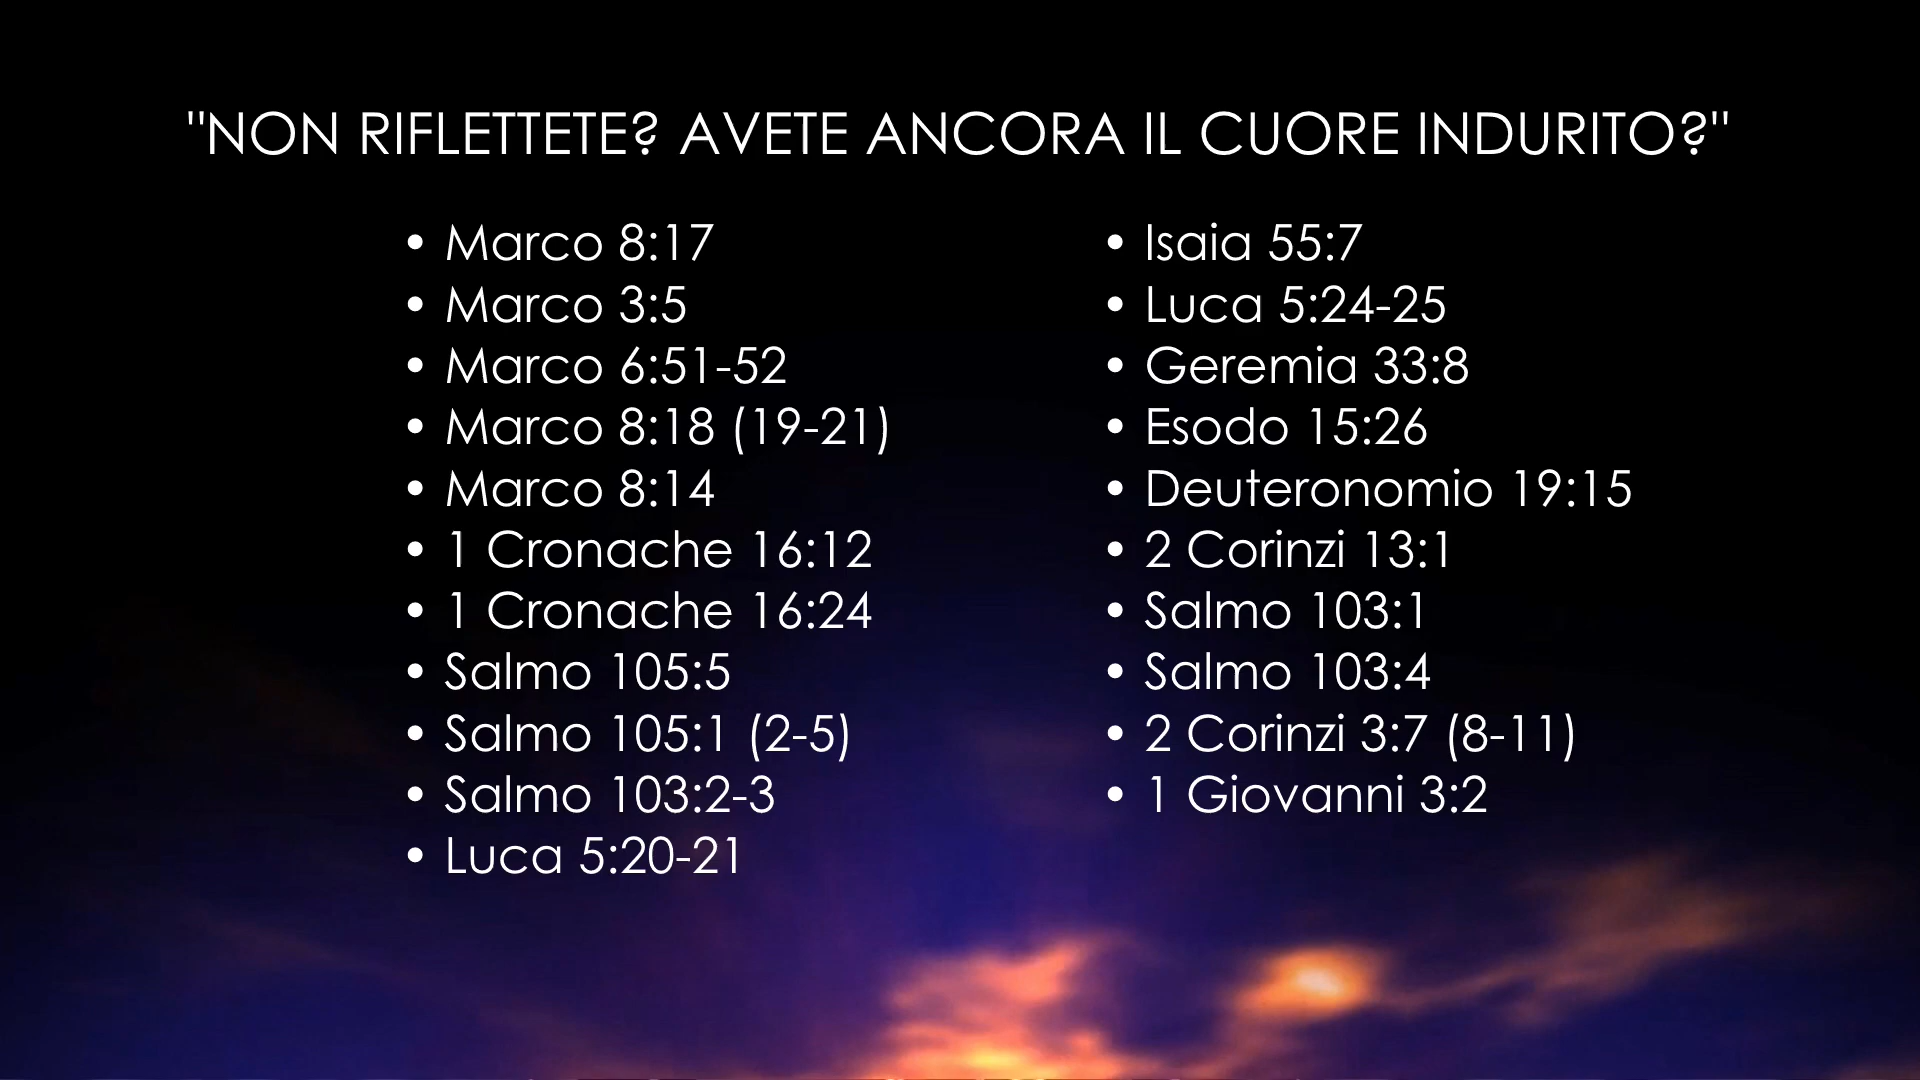 "NON RIFLETTETE? AVETE ANCORA IL CUORE INDURITO?"
• Marco 8:17
• Marco 3:5
• Marco 6:51-52
• Marco 8:18 (19-21)
• Marco 8:14
• 1 Cronache 16:12
• 1 Cronache 16:24
• Salmo 105:5
• Salmo 105:1 (2-5)
• Salmo 103:2-3
• Luca 5:20-21
• Isaia 55:7
• Luca 5:24-25
• Geremia 33:8
• Esodo 15:26
• Deuteronomio 19:15
• 2 Corinzi 13:1
• Salmo 103:1
• Salmo 103:4
• 2 Corinzi 3:7 (8-11)
• 1 Giovanni 3:2